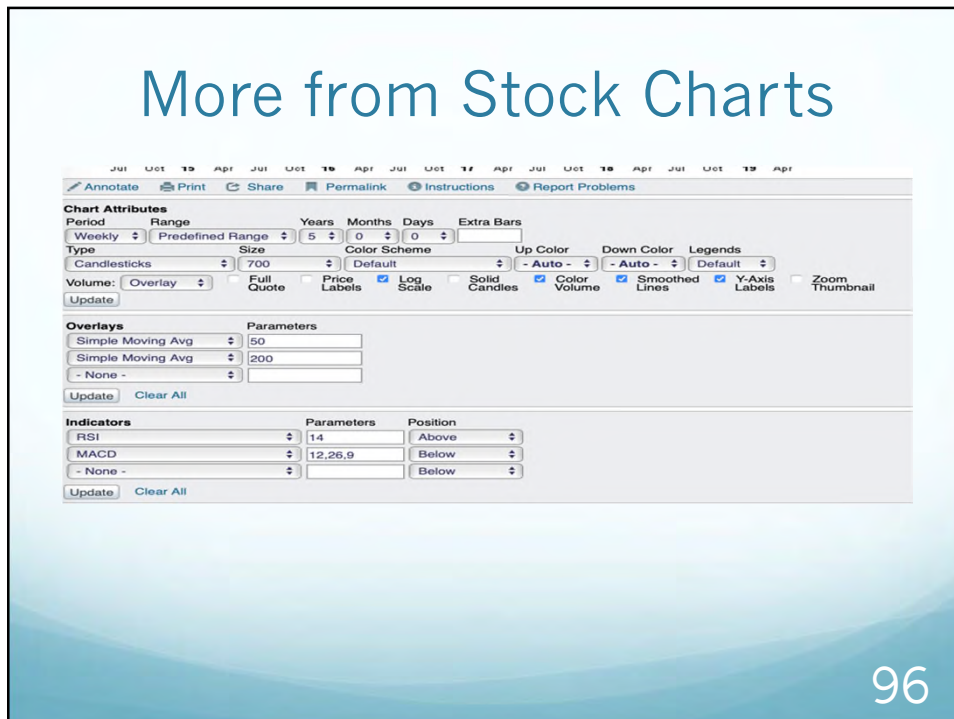 More from Stock Charts
Jul Oct 15 Apr Jul Oct 16 Apr Jul Oct 17 Apr Jul Oct 18 Apr Jul Oct 19 Apr
Annotate Print Share Permalink Instructions Report Problems
Chart Attributes
Period Range Years Months Days Extra Bars
Weekly Predefined Range 5 0 0
Type Size Color Scheme Up Color Down Color Legends
Candlesticks 700 Default - Auto - - Auto - Default
Volume: Overlay Full Quote Price Labels Log Scale Solid Candles Color Volume Smoothed Lines Y-Axis Labels Zoom Thumbnail
Update
Overlays Parameters
Simple Moving Avg 50
Simple Moving Avg 200
- None -
Update Clear All
Indicators Parameters Position
RSI 14 Above
MACD 12,26,9 Below
- None - Below
Update Clear All
96